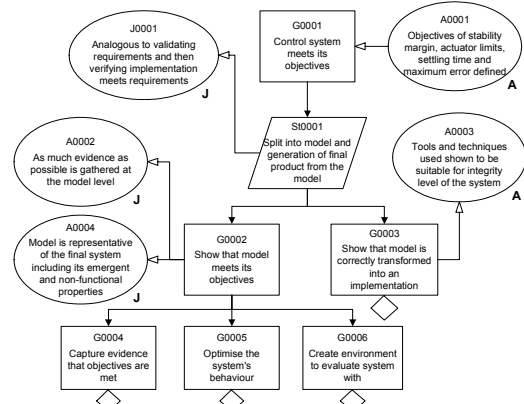 J0001
Analogous to validating
requirements and then
verifying implementation
meets requirements
J
G0001
Control system
meets its
objectives
A0001
Objectives of stability
margin, actuator limits,
settling time and
maximum error defined
A
A0002
As much evidence as
possible is gathered at
the model level
J
St0001
Split into model and
generation of final
product from the
model
A0003
Tools and techniques
used shown to be
suitable for integrity
level of the system
A
A0004
Model is representative
of the final system
including its emergent
and non-functional
properties
J
G0002
Show that model
meets its
objectives
G0003
Show that model is
correctly transformed
into an
implementation
G0004
Capture evidence
that objectives are
met
G0005
Optimise the
system's
behaviour
G0006
Create environment
to evaluate system
with